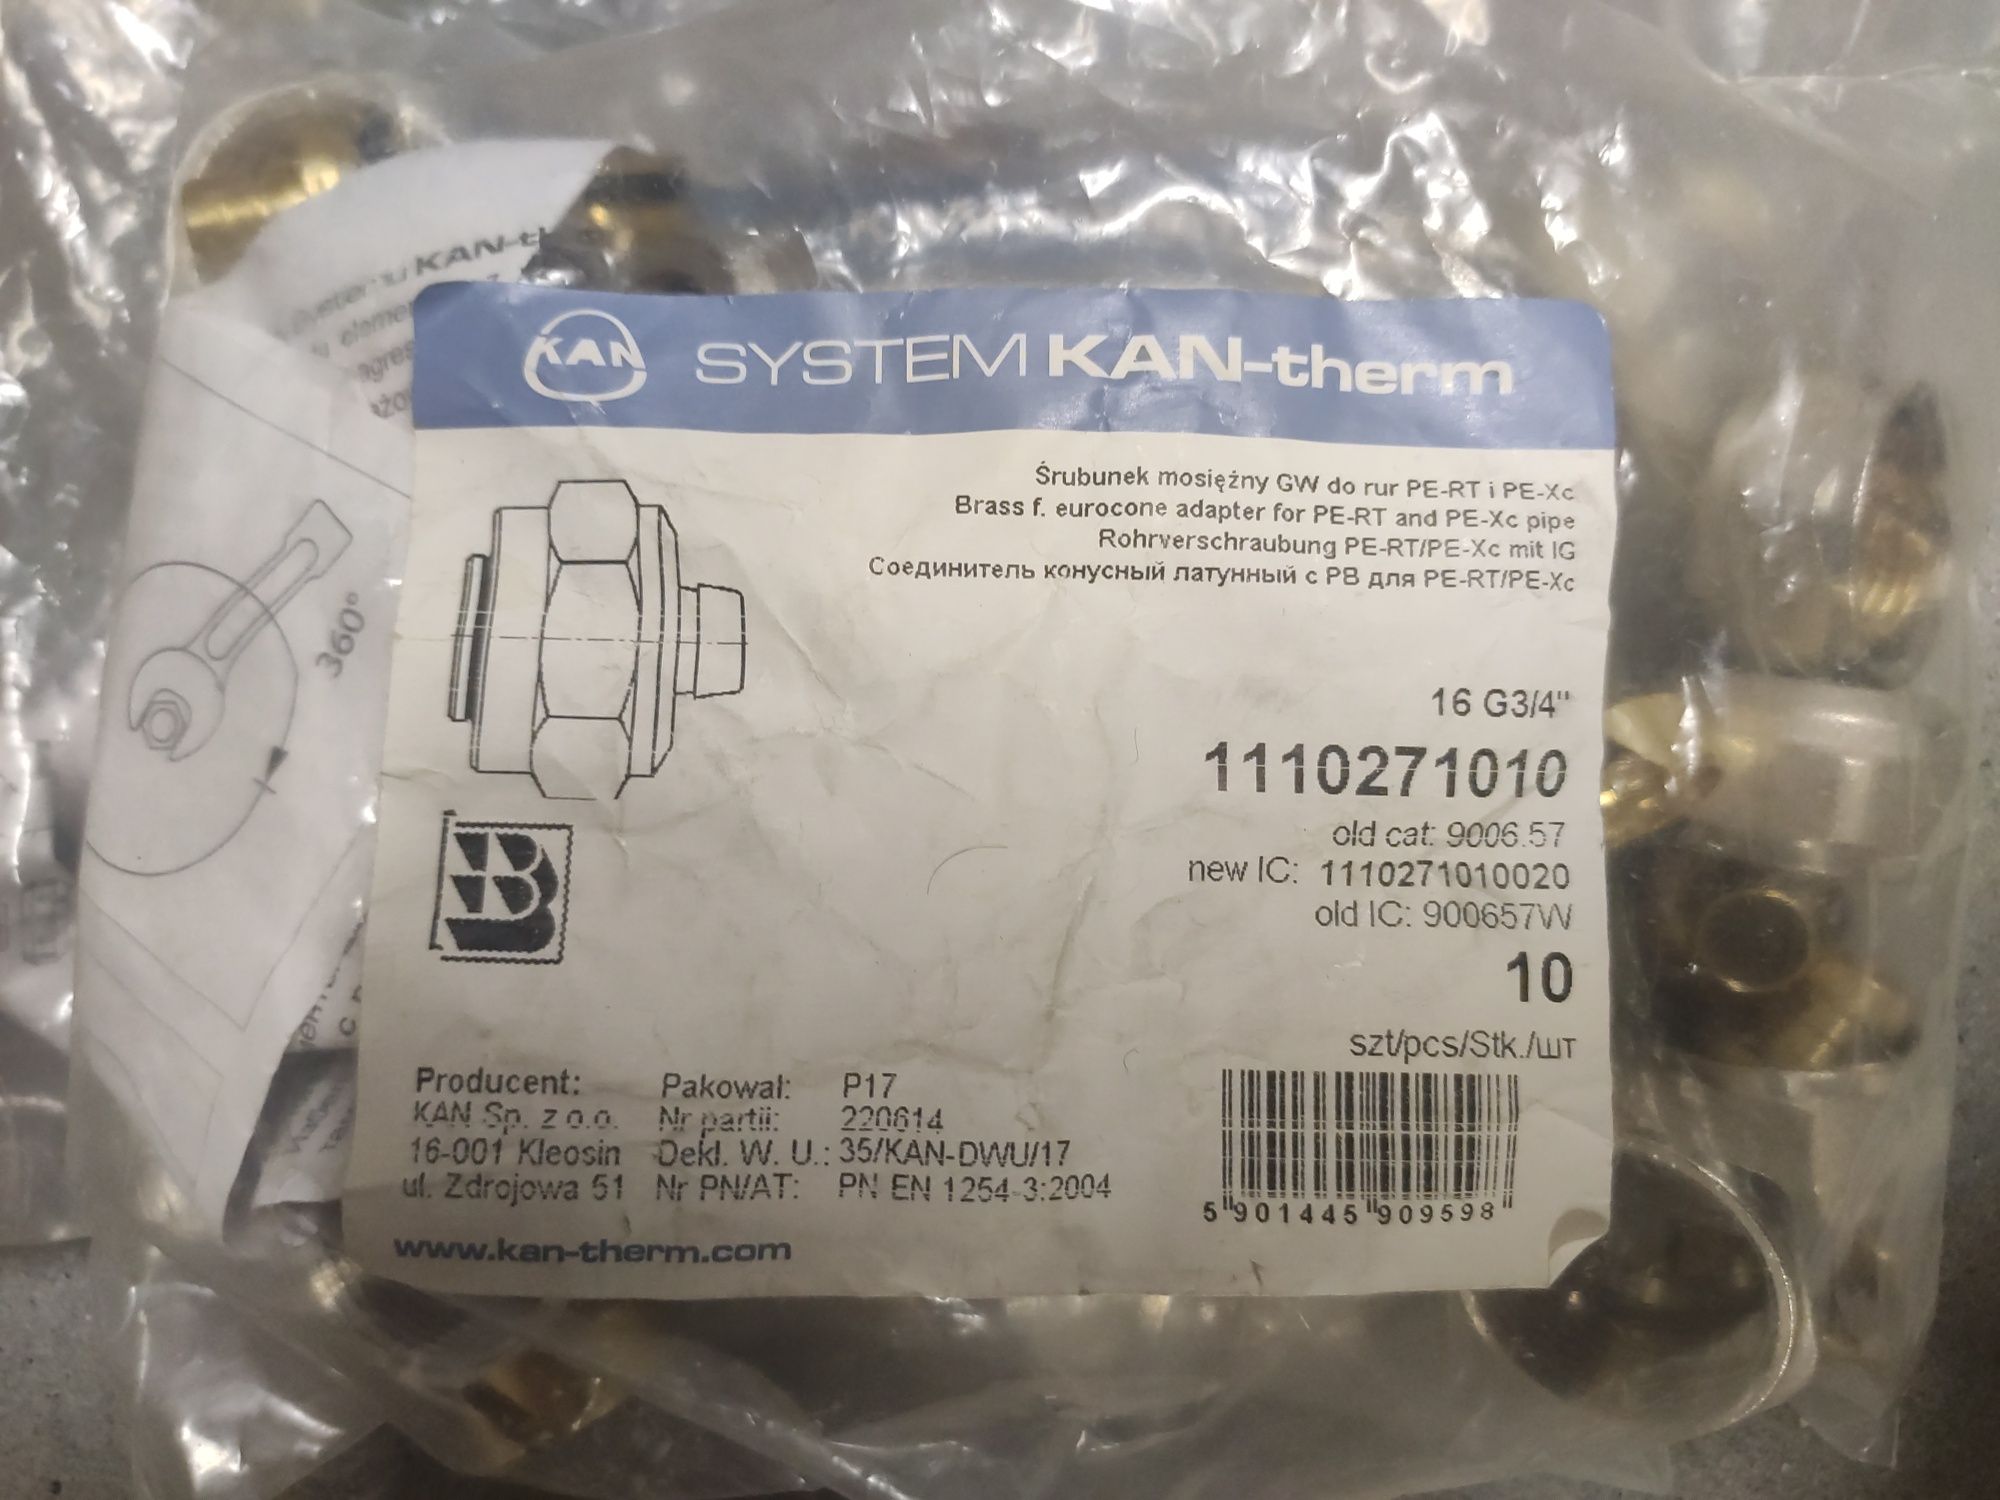 KAN SYSTEM KAN-therm
Śrubunek mosiężny GW do rur PE-RT i PE-Xc
Brass f. eurocone adapter for PE-RT and PE-Xc pipe
Rohrverschraubung PE-RT/PE-Xc mit IG
Соединитель конусный латунный с РВ для PE-RT/PE-Xc
16 G3/4"
1110271010
old cat: 9006.57
new IC: 1110271010020
old IC: 900657W
10
szt/pcs/Stk./шт
B
Producent: Pakował: P17
KAN Sp. z o.o. Nr partii: 220614
16-001 Kleosin Dekl. W. U.: 35/KAN-DWU/17
ul. Zdrojowa 51 Nr PN/AT: PN EN 1254-3:2004
5 901445 909598
www.kan-therm.com
Systemu KAN-
360°